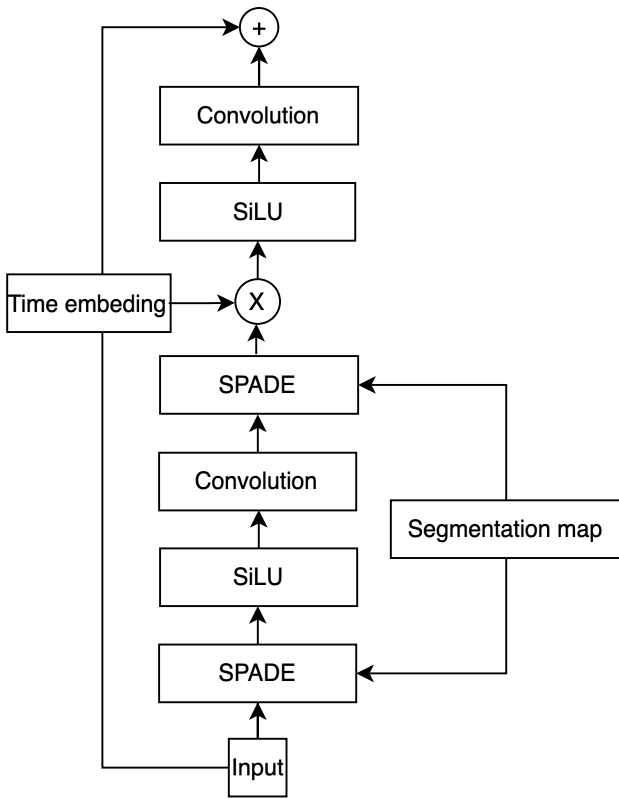 +
Convolution
SiLU
Time embeding
X
SPADE
Convolution
Segmentation map
SiLU
SPADE
Input